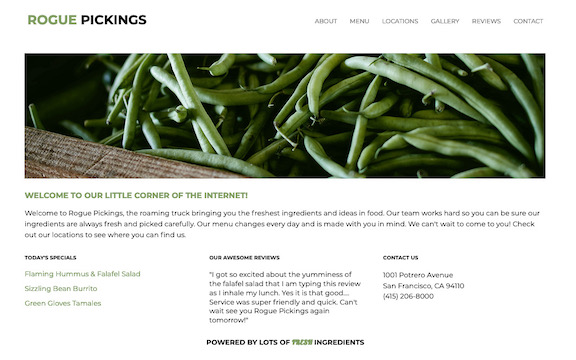 ROGUE PICKINGS
ABOUT MENU LOCATIONS GALLERY REVIEWS CONTACT
WELCOME TO OUR LITTLE CORNER OF THE INTERNET!
Welcome to Rogue Pickings, the roaming truck bringing you the freshest ingredients and ideas in food. Our team works hard so you can be sure our
ingredients are always fresh and picked carefully. Our menu changes every day and is made with you in mind. We can't wait to come to you! Check
out our locations to see where you can find us.
TODAY'S SPECIALS
Flaming Hummus & Falafel Salad
Sizzling Bean Burrito
Green Gloves Tamales
OUR AWESOME REVIEWS
"I got so excited about the yumminess of
the falafel salad that I am typing this review
as I inhale my lunch. Yes it is that good....
Service was super friendly and quick. Can't
wait see you Rogue Pickings again
tomorrow!"
CONTACT US
1001 Potrero Avenue
San Francisco, CA 94110
(415) 206-8000
POWERED BY LOTS OF FRESH INGREDIENTS